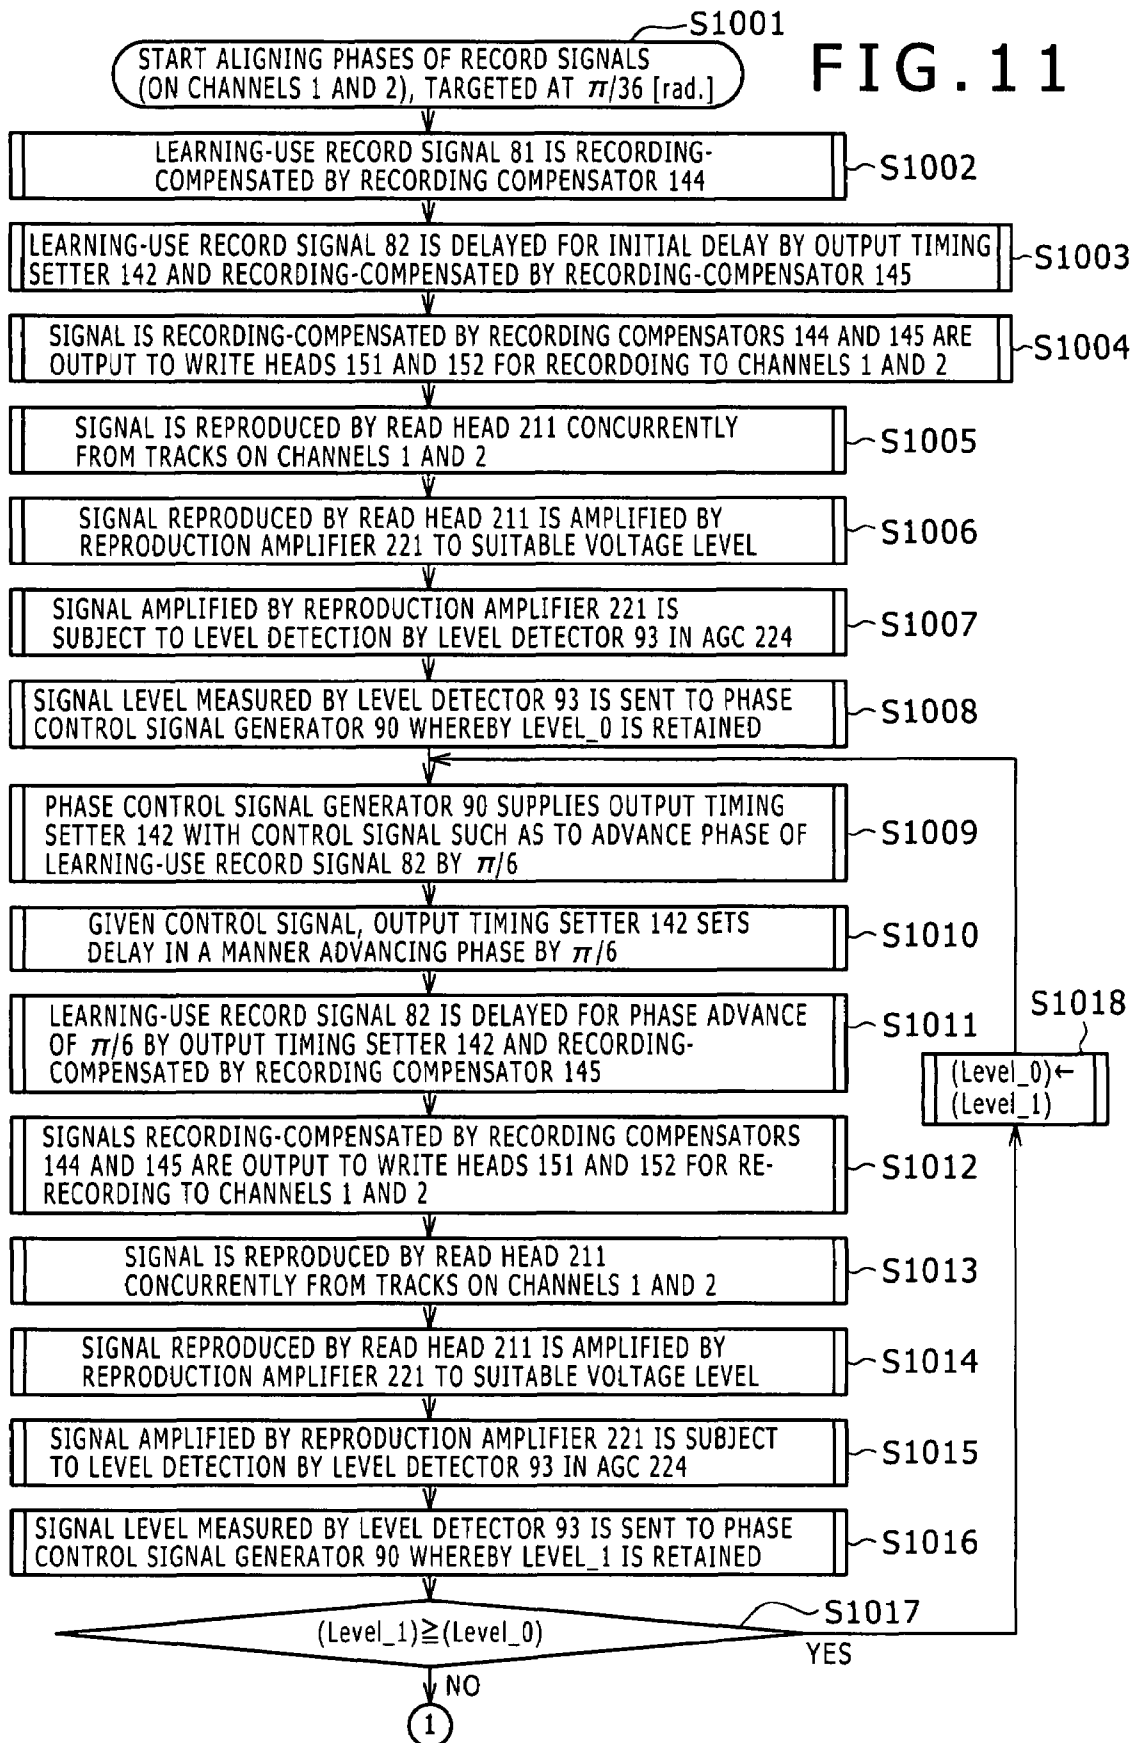 S1001
START ALIGNING PHASES OF RECORD SIGNALS
(ON CHANNELS 1 AND 2), TARGETED AT π/36 [rad.]
FIG.11
LEARNING-USE RECORD SIGNAL 81 IS RECORDING-
COMPENSATED BY RECORDING COMPENSATOR 144
S1002
LEARNING-USE RECORD SIGNAL 82 IS DELAYED FOR INITIAL DELAY BY OUTPUT TIMING
SETTER 142 AND RECORDING-COMPENSATED BY RECORDING-COMPENSATOR 145
S1003
SIGNAL IS RECORDING-COMPENSATED BY RECORDING COMPENSATORS 144 AND 145 ARE
OUTPUT TO WRITE HEADS 151 AND 152 FOR RECORDOING TO CHANNELS 1 AND 2
S1004
SIGNAL IS REPRODUCED BY READ HEAD 211 CONCURRENTLY
FROM TRACKS ON CHANNELS 1 AND 2
S1005
SIGNAL REPRODUCED BY READ HEAD 211 IS AMPLIFIED BY
REPRODUCTION AMPLIFIER 221 TO SUITABLE VOLTAGE LEVEL
S1006
SIGNAL AMPLIFIED BY REPRODUCTION AMPLIFIER 221 IS
SUBJECT TO LEVEL DETECTION BY LEVEL DETECTOR 93 IN AGC 224
S1007
SIGNAL LEVEL MEASURED BY LEVEL DETECTOR 93 IS SENT TO PHASE
CONTROL SIGNAL GENERATOR 90 WHEREBY LEVEL_0 IS RETAINED
S1008
PHASE CONTROL SIGNAL GENERATOR 90 SUPPLIES OUTPUT TIMING
SETTER 142 WITH CONTROL SIGNAL SUCH AS TO ADVANCE PHASE OF
LEARNING-USE RECORD SIGNAL 82 BY π/6
S1009
GIVEN CONTROL SIGNAL, OUTPUT TIMING SETTER 142 SETS
DELAY IN A MANNER ADVANCING PHASE BY π/6
S1010
LEARNING-USE RECORD SIGNAL 82 IS DELAYED FOR PHASE ADVANCE
OF π/6 BY OUTPUT TIMING SETTER 142 AND RECORDING-
COMPENSATED BY RECORDING COMPENSATOR 145
S1011
S1018
(Level_0)←
(Level_1)
SIGNALS RECORDING-COMPENSATED BY RECORDING COMPENSATORS
144 AND 145 ARE OUTPUT TO WRITE HEADS 151 AND 152 FOR RE-
RECORDING TO CHANNELS 1 AND 2
S1012
SIGNAL IS REPRODUCED BY READ HEAD 211
CONCURRENTLY FROM TRACKS ON CHANNELS 1 AND 2
S1013
SIGNAL REPRODUCED BY READ HEAD 211 IS AMPLIFIED BY
REPRODUCTION AMPLIFIER 221 TO SUITABLE VOLTAGE LEVEL
S1014
SIGNAL AMPLIFIED BY REPRODUCTION AMPLIFIER 221 IS SUBJECT
TO LEVEL DETECTION BY LEVEL DETECTOR 93 IN AGC 224
S1015
SIGNAL LEVEL MEASURED BY LEVEL DETECTOR 93 IS SENT TO PHASE
CONTROL SIGNAL GENERATOR 90 WHEREBY LEVEL_1 IS RETAINED
S1016
(Level_1)≧(Level_0)
S1017
YES
NO
1